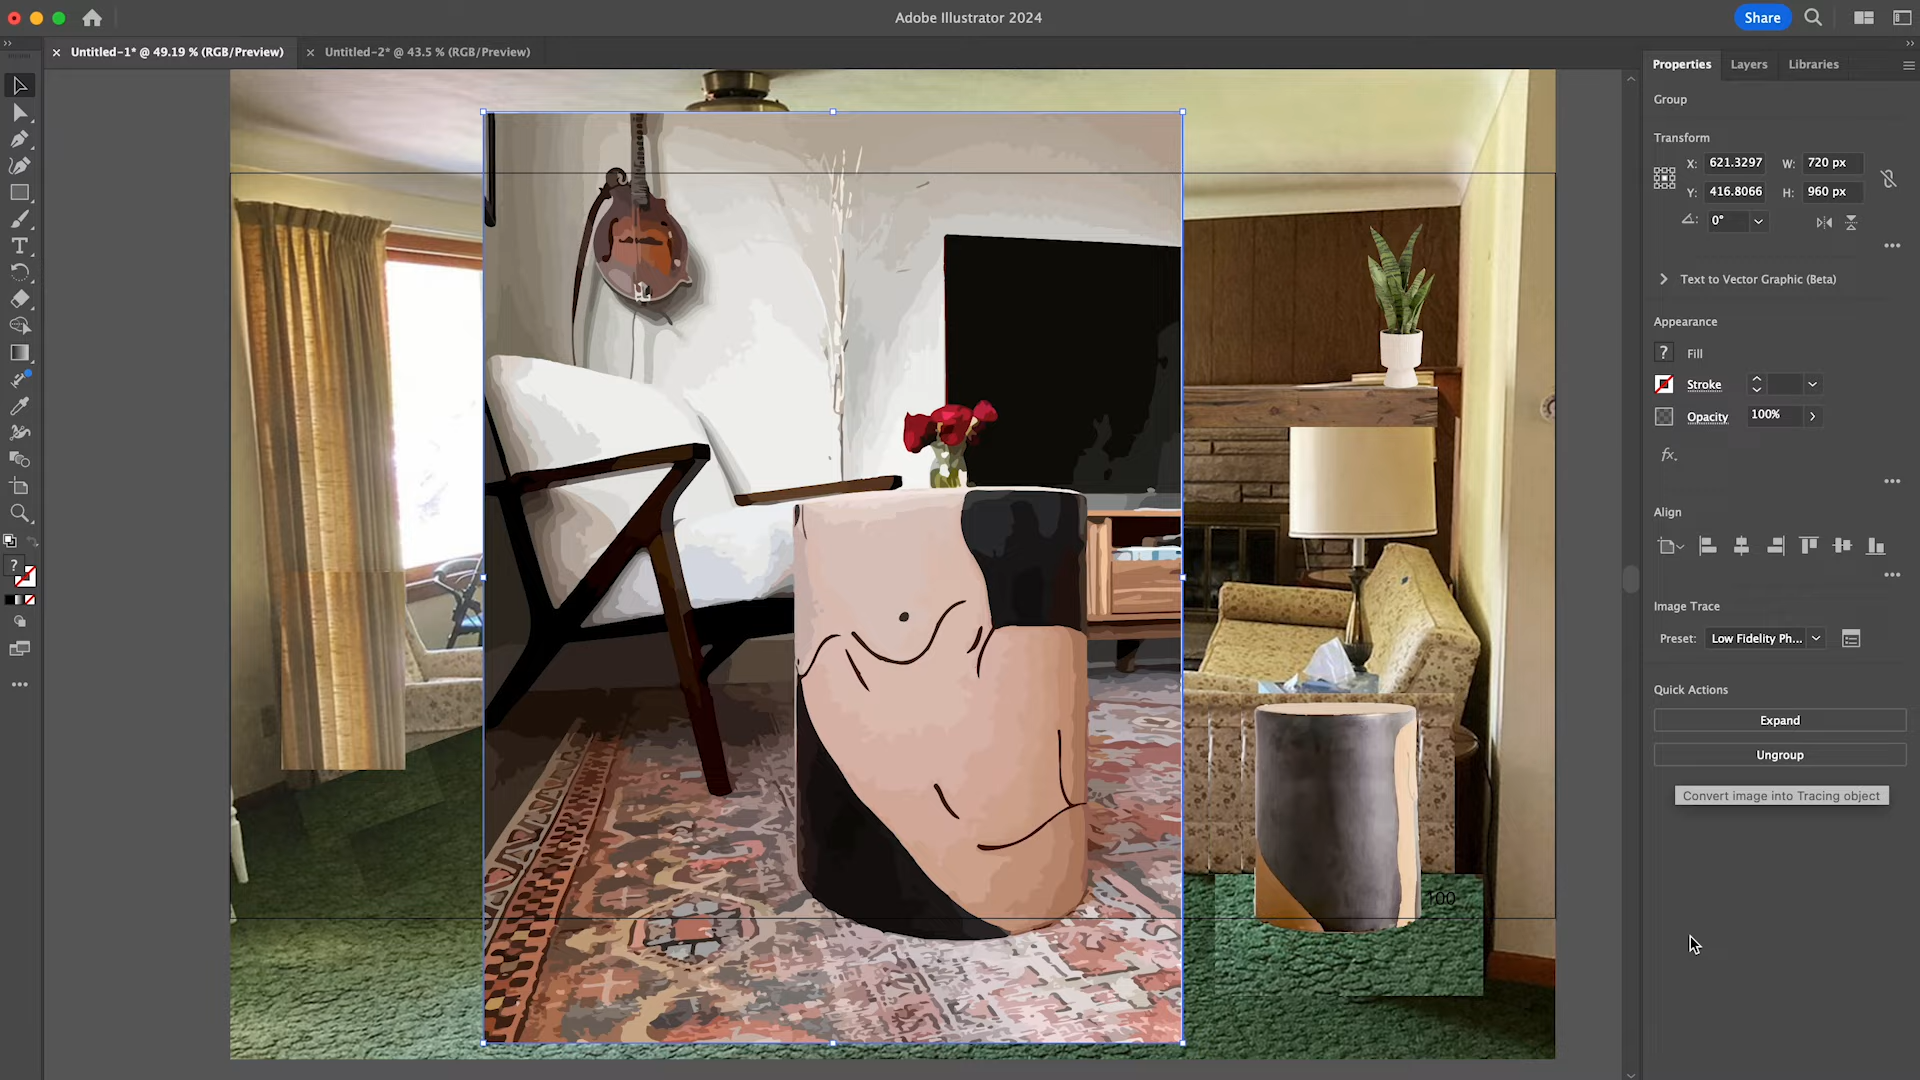 Adobe Illustrator 2024
Share
Untitled-1* @ 49.19 % (RGB/Preview)
Untitled-2* @ 43.5 % (RGB/Preview)
Properties
Layers
Libraries
Group
Transform
X: 621.3297 W: 720 px
Y: 416.8066 H: 960 px
0°
Text to Vector Graphic (Beta)
Appearance
? Fill
Stroke
Opacity 100%
fx.
Align
Image Trace
Preset: Low Fidelity Ph...
Quick Actions
Expand
Ungroup
Convert image into Tracing object
100
T
?